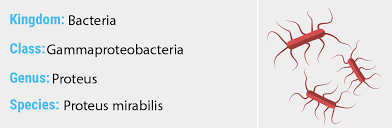 Kingdom: Bacteria
Class: Gammaproteobacteria
Genus: Proteus
Species: Proteus mirabilis